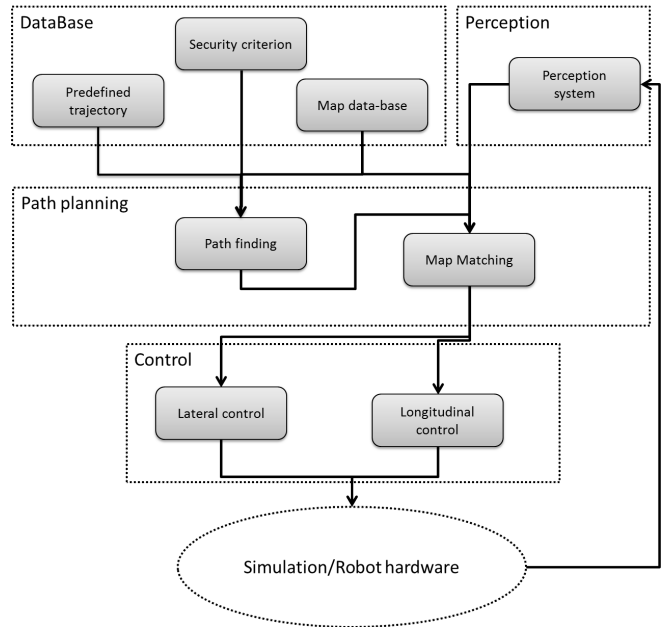 DataBase
Security criterion
Predefined
trajectory
Map data-base
Perception
Perception
system
Path planning
Path finding
Map Matching
Control
Lateral control
Longitudinal
control
Simulation/Robot hardware